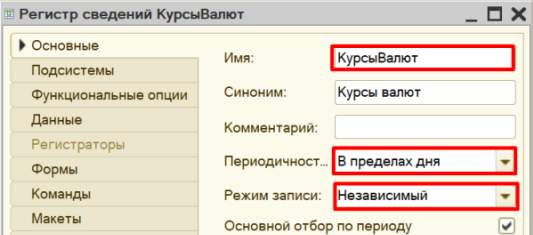 Регистр сведений КурсыВалют
Основные
Подсистемы
Функциональные опции
Данные
Регистраторы
Формы
Команды
Макеты
Имя: КурсыВалют
Синоним: Курсы валют
Комментарий:
Периодичност... В пределах дня
Режим записи: Независимый
Основной отбор по периоду